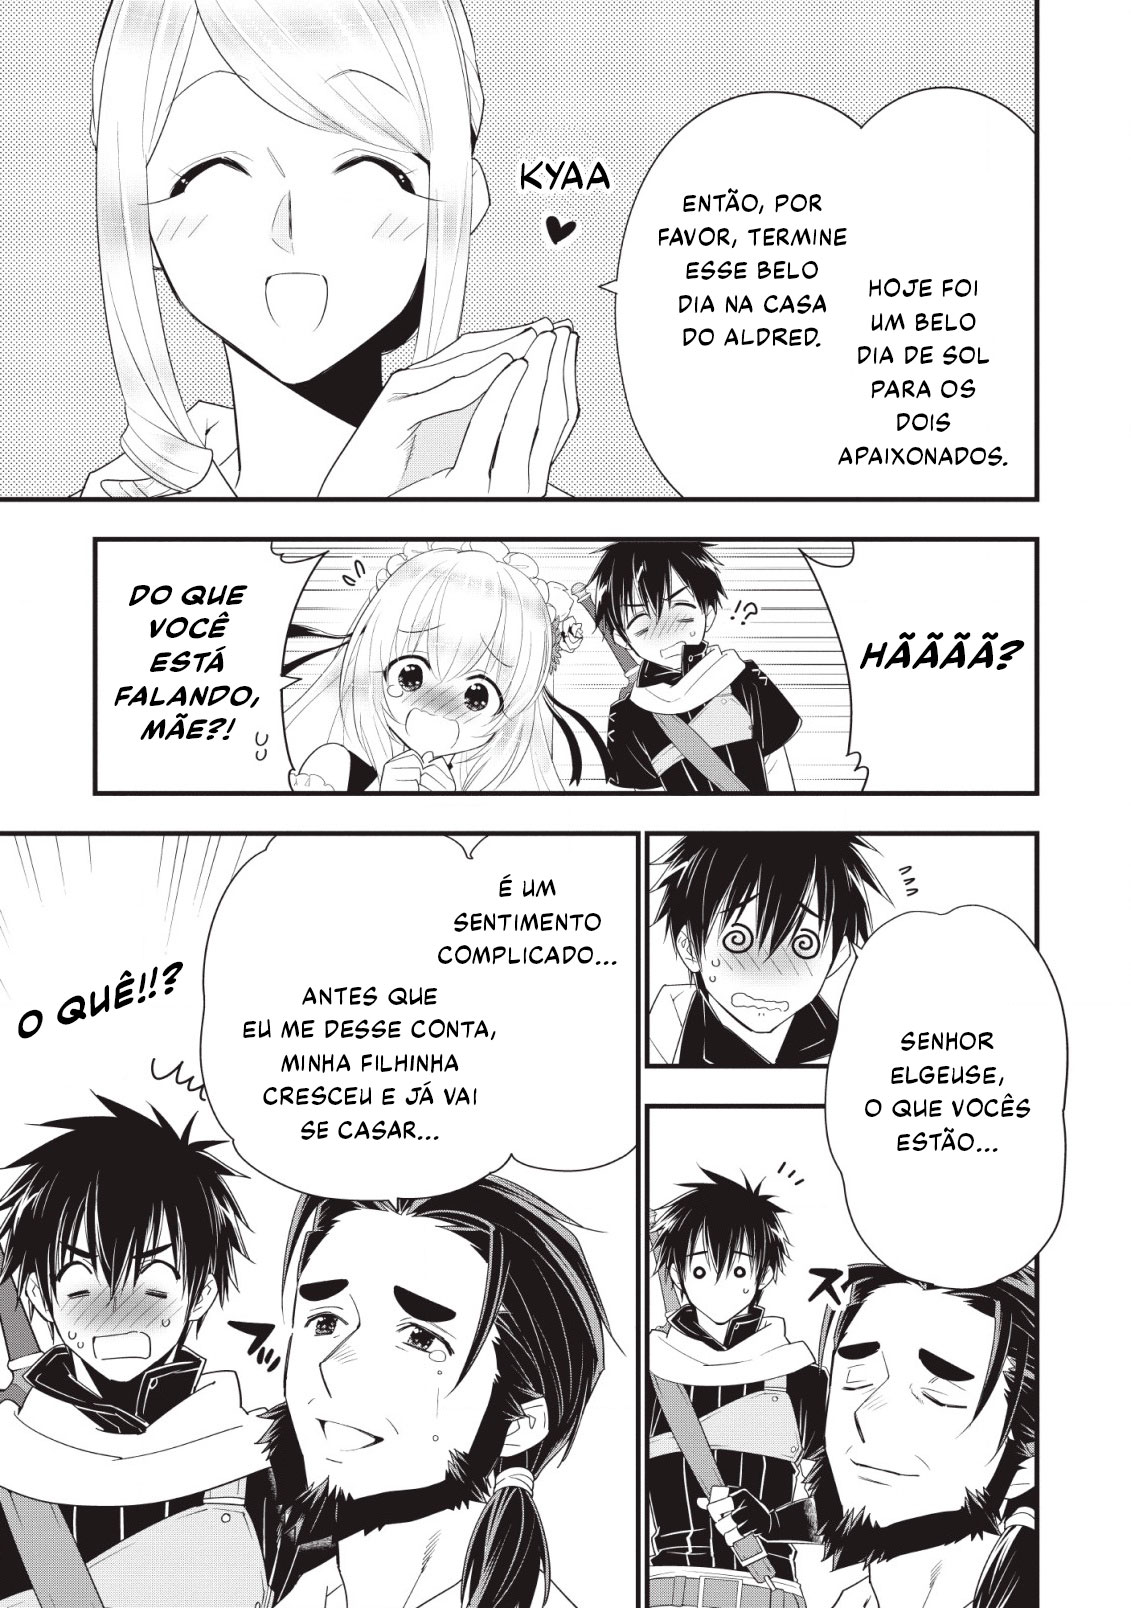 HOJE FOI
UM BELO
DIA DE SOL
PARA OS
DOIS
APAIXONADOS.
ENTÃO, POR
FAVOR, TERMINE
ESSE BELO
DIA NA CASA
DO ALDRED.
KYAA
HÃÃÃÃ?
!?
DO QUE
VOCÊ
ESTÁ
FALANDO,
MÃE?!
SENHOR
ELGEUSE,
O QUE VOCÊS
ESTÃO...
ズ
É UM
SENTIMENTO
COMPLICADO...
ANTES QUE
EU ME DESSE CONTA,
MINHA FILHINHA
CRESCEU E JÁ VAI
SE CASAR...
O QUÊ!!?